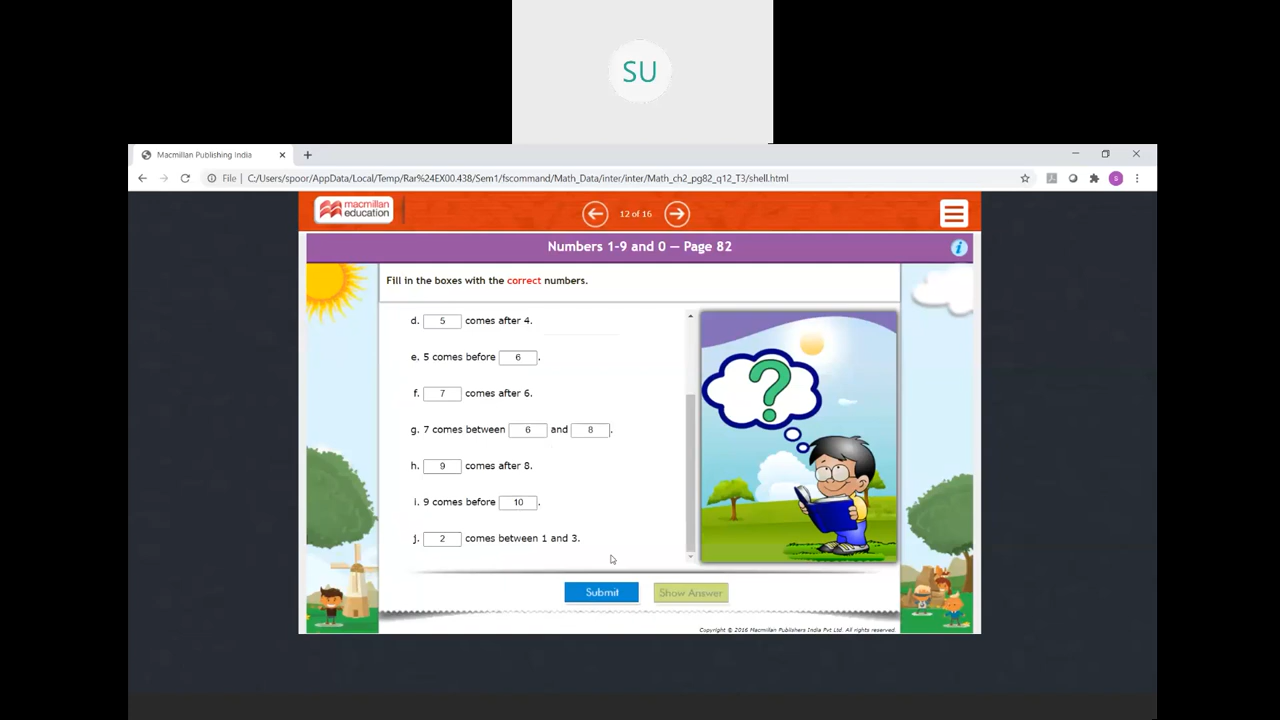 SU
Macmillan Publishing India
File | C:/Users/spoor/AppData/Local/Temp/Rar%24EX00.438/Sem1/fscommand/Math_Data/inter/inter/Math_ch2_pg82_q12_T3/shell.html
S
macmillan
education
12 of 16
Numbers 1-9 and 0 — Page 82
i
Fill in the boxes with the correct numbers.
d. 5 comes after 4.
e. 5 comes before 6.
f. 7 comes after 6.
g. 7 comes between 6 and 8.
h. 9 comes after 8.
i. 9 comes before 10.
j. 2 comes between 1 and 3.
?
Submit Show Answer
Copyright © 2016 Macmillan Publishers India Pvt Ltd. All rights reserved.